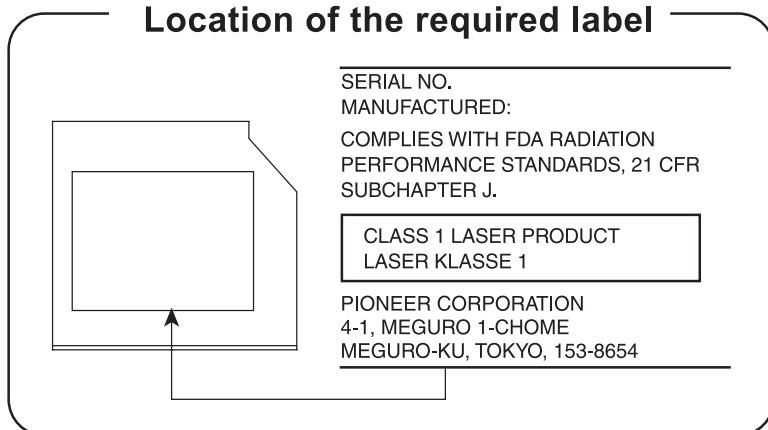 Location of the required label
SERIAL NO.
MANUFACTURED:
COMPLIES WITH FDA RADIATION
PERFORMANCE STANDARDS, 21 CFR
SUBCHAPTER J.
CLASS 1 LASER PRODUCT
LASER KLASSE 1
PIONEER CORPORATION
4-1, MEGURO 1-CHOME
MEGURO-KU, TOKYO, 153-8654